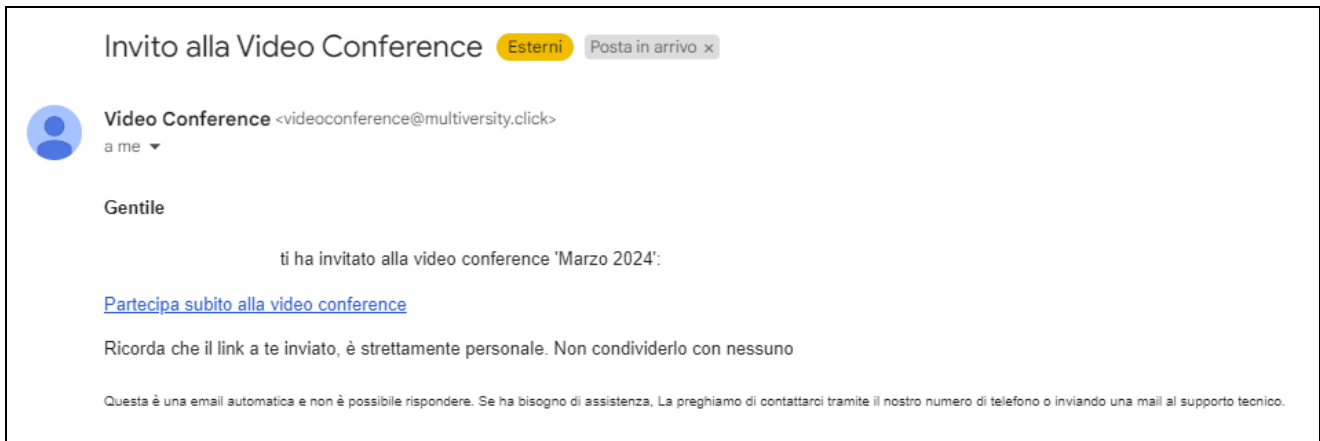 Invito alla Video Conference Esterni Posta in arrivo ×
Video Conference <videoconference@multiversity.click>
a me
Gentile
ti ha invitato alla video conference 'Marzo 2024':
Partecipa subito alla video conference
Ricorda che il link a te inviato, è strettamente personale. Non condividerlo con nessuno
Questa è una email automatica e non è possibile rispondere. Se ha bisogno di assistenza, La preghiamo di contattarci tramite il nostro numero di telefono o inviando una mail al supporto tecnico.